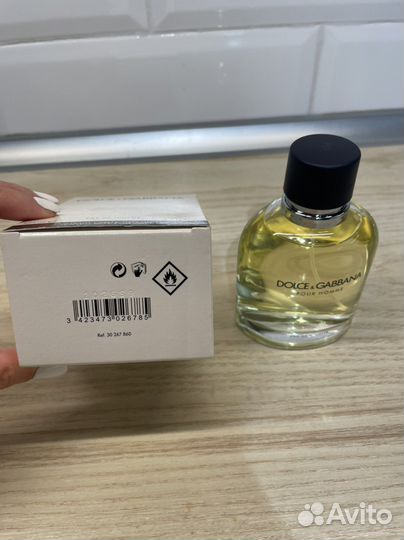 3 423473 026785
Ref. 30 267 860
DOLCE & GABBANA
POUR HOMME
Avito